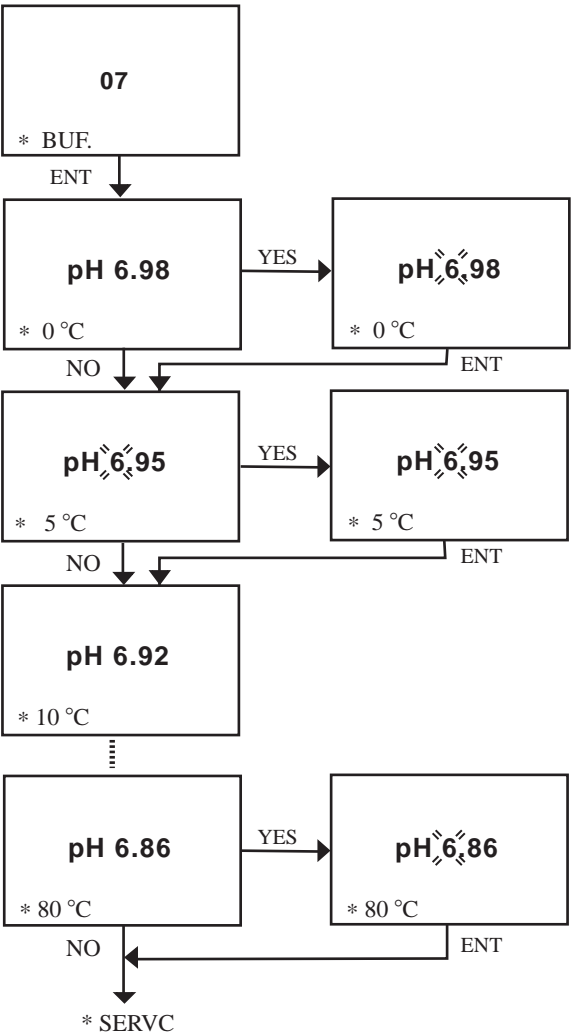 07
* BUF.
ENT
pH 6.98
* 0 °C
YES
pH 6.98
* 0 °C
NO
ENT
pH 6.95
* 5 °C
YES
pH 6.95
* 5 °C
NO
ENT
pH 6.92
* 10 °C
pH 6.86
* 80 °C
YES
pH 6.86
* 80 °C
NO
ENT
* SERVC